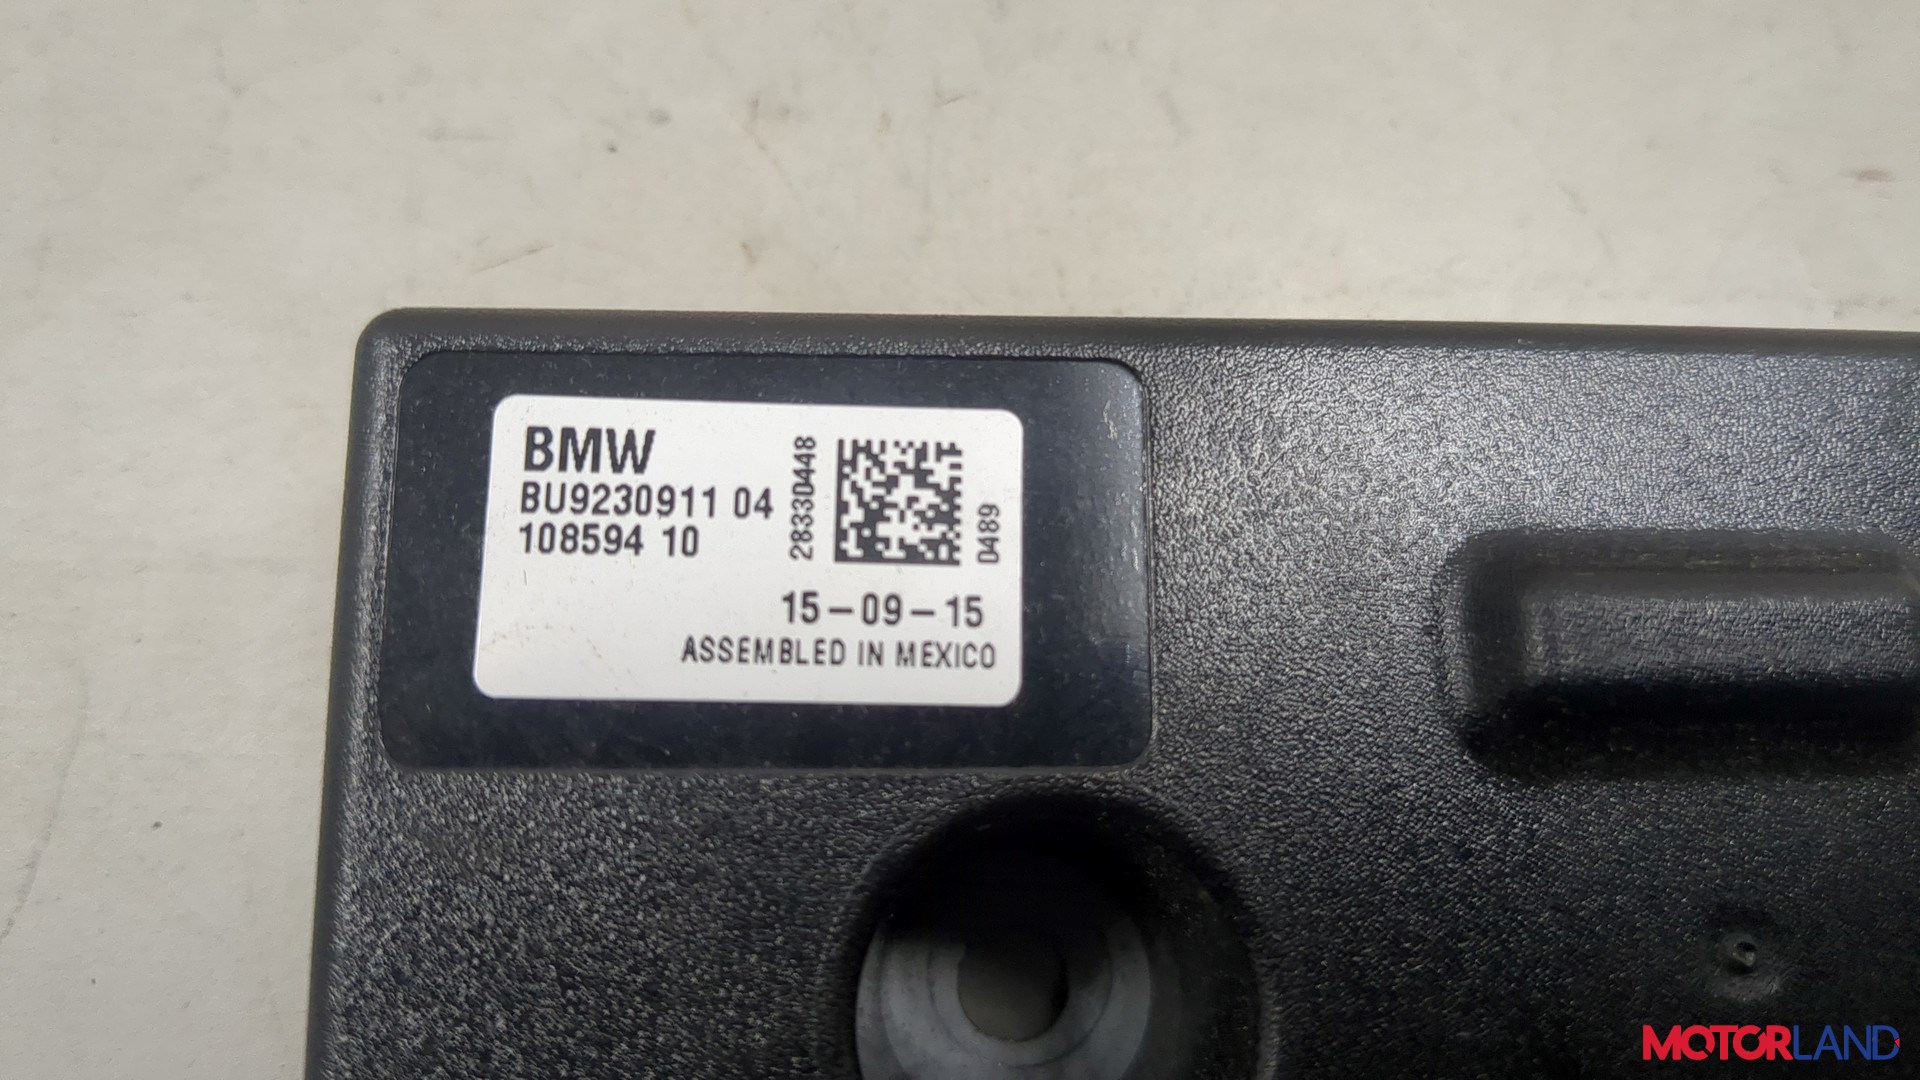 BMW
BU9230911 04
108594 10
28330448
0489
15-09-15
ASSEMBLED IN MEXICO
MOTORLAND